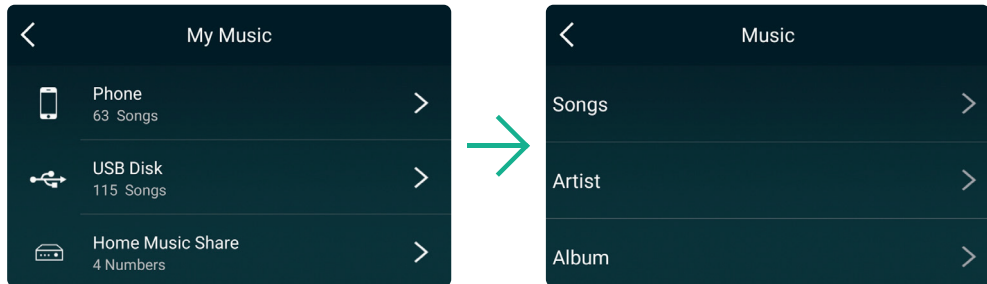 My Music
Phone
63 Songs
USB Disk
115 Songs
Home Music Share
4 Numbers
Music
Songs
Artist
Album